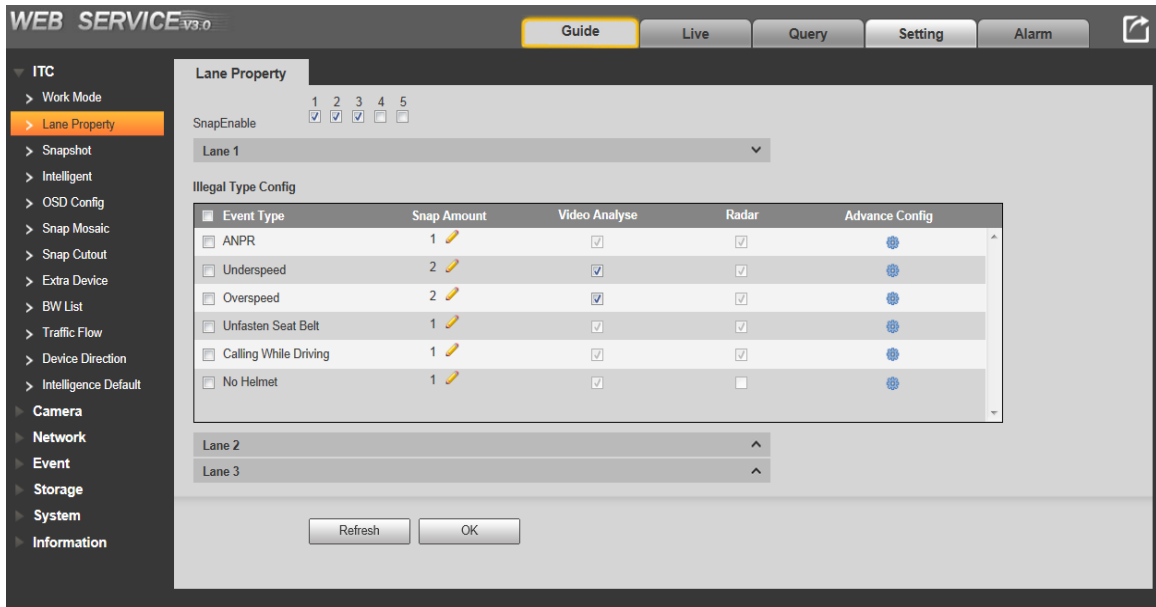 WEB SERVICE V3.0
Guide
Live
Query
Setting
Alarm
ITC
Work Mode
Lane Property
Snapshot
Intelligent
OSD Config
Snap Mosaic
Snap Cutout
Extra Device
BW List
Traffic Flow
Device Direction
Intelligence Default
Camera
Network
Event
Storage
System
Information
Lane Property
1 2 3 4 5
SnapEnable
Lane 1
Illegal Type Config
Event Type Snap Amount Video Analyse Radar Advance Config
ANPR 1
Underspeed 2
Overspeed 2
Unfasten Seat Belt 1
Calling While Driving 1
No Helmet 1
Lane 2
Lane 3
Refresh OK